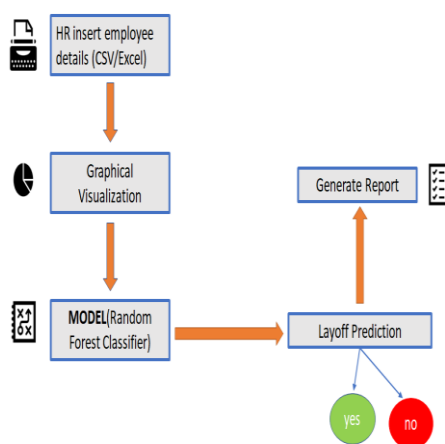 HR insert employee
details (CSV/Excel)
Graphical
Visualization
Generate Report
MODEL(Random
Forest Classifier)
Layoff Prediction
yes
no